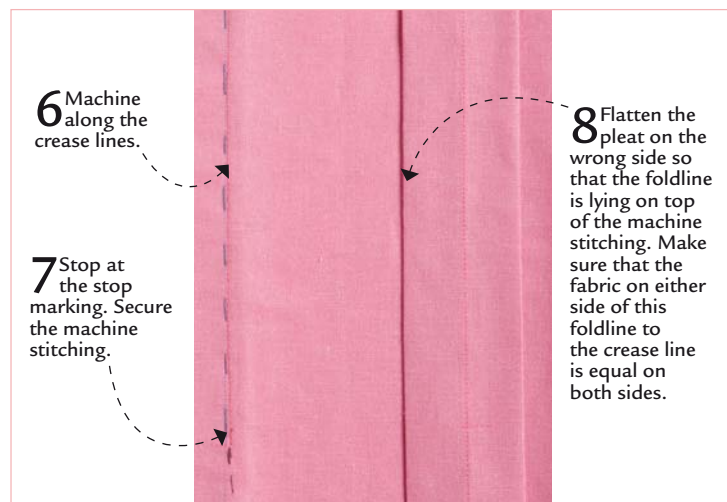 6 Machine
along the
crease lines.
7 Stop at
the stop
marking. Secure
the machine
stitching.
8 Flatten the
pleat on the
wrong side so
that the foldline
is lying on top
of the machine
stitching. Make
sure that the
fabric on either
side of this
foldline to
the crease line
is equal on
both sides.